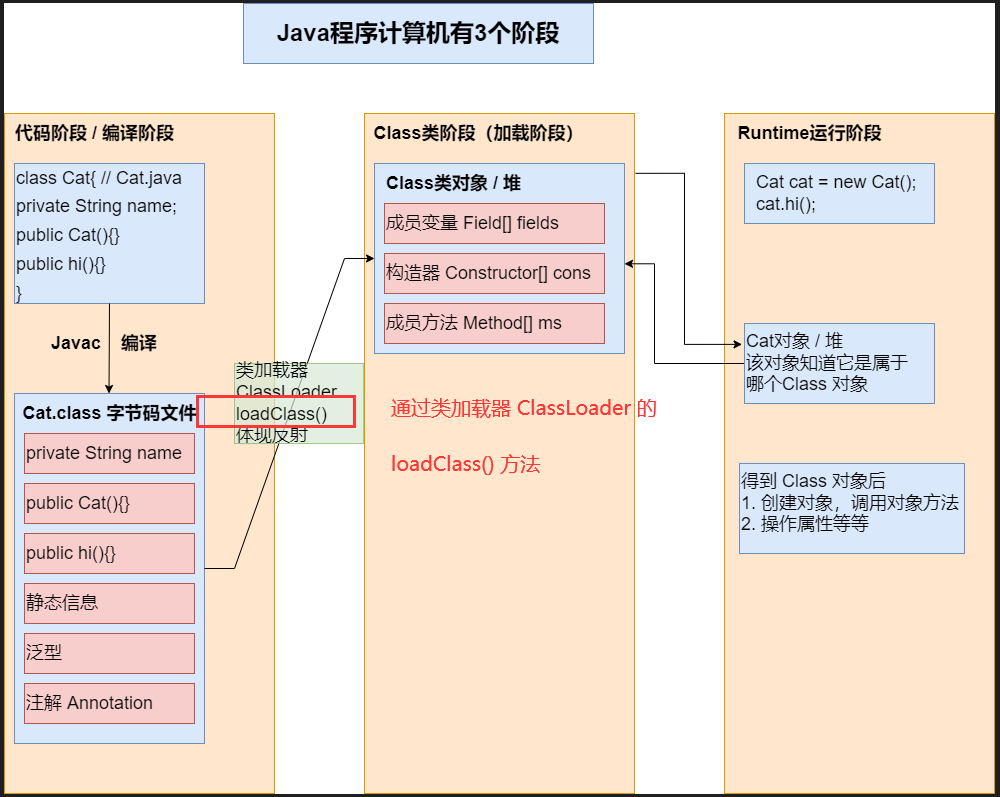 Java程序计算机有3个阶段
代码阶段 / 编译阶段
class Cat{ // Cat.java
private String name;
public Cat(){}
public hi(){}
}
Javac 编译
Cat.class 字节码文件
private String name
public Cat(){}
public hi(){}
静态信息
泛型
注解 Annotation
类加载器
ClassLoader
loadClass()
体现反射
Class类阶段（加载阶段）
Class类对象 / 堆
成员变量 Field[] fields
构造器 Constructor[] cons
成员方法 Method[] ms
通过类加载器 ClassLoader 的
loadClass() 方法
Runtime运行阶段
Cat cat = new Cat();
cat.hi();
Cat对象 / 堆
该对象知道它是属于
哪个Class 对象
得到 Class 对象后
1. 创建对象，调用对象方法
2. 操作属性等等